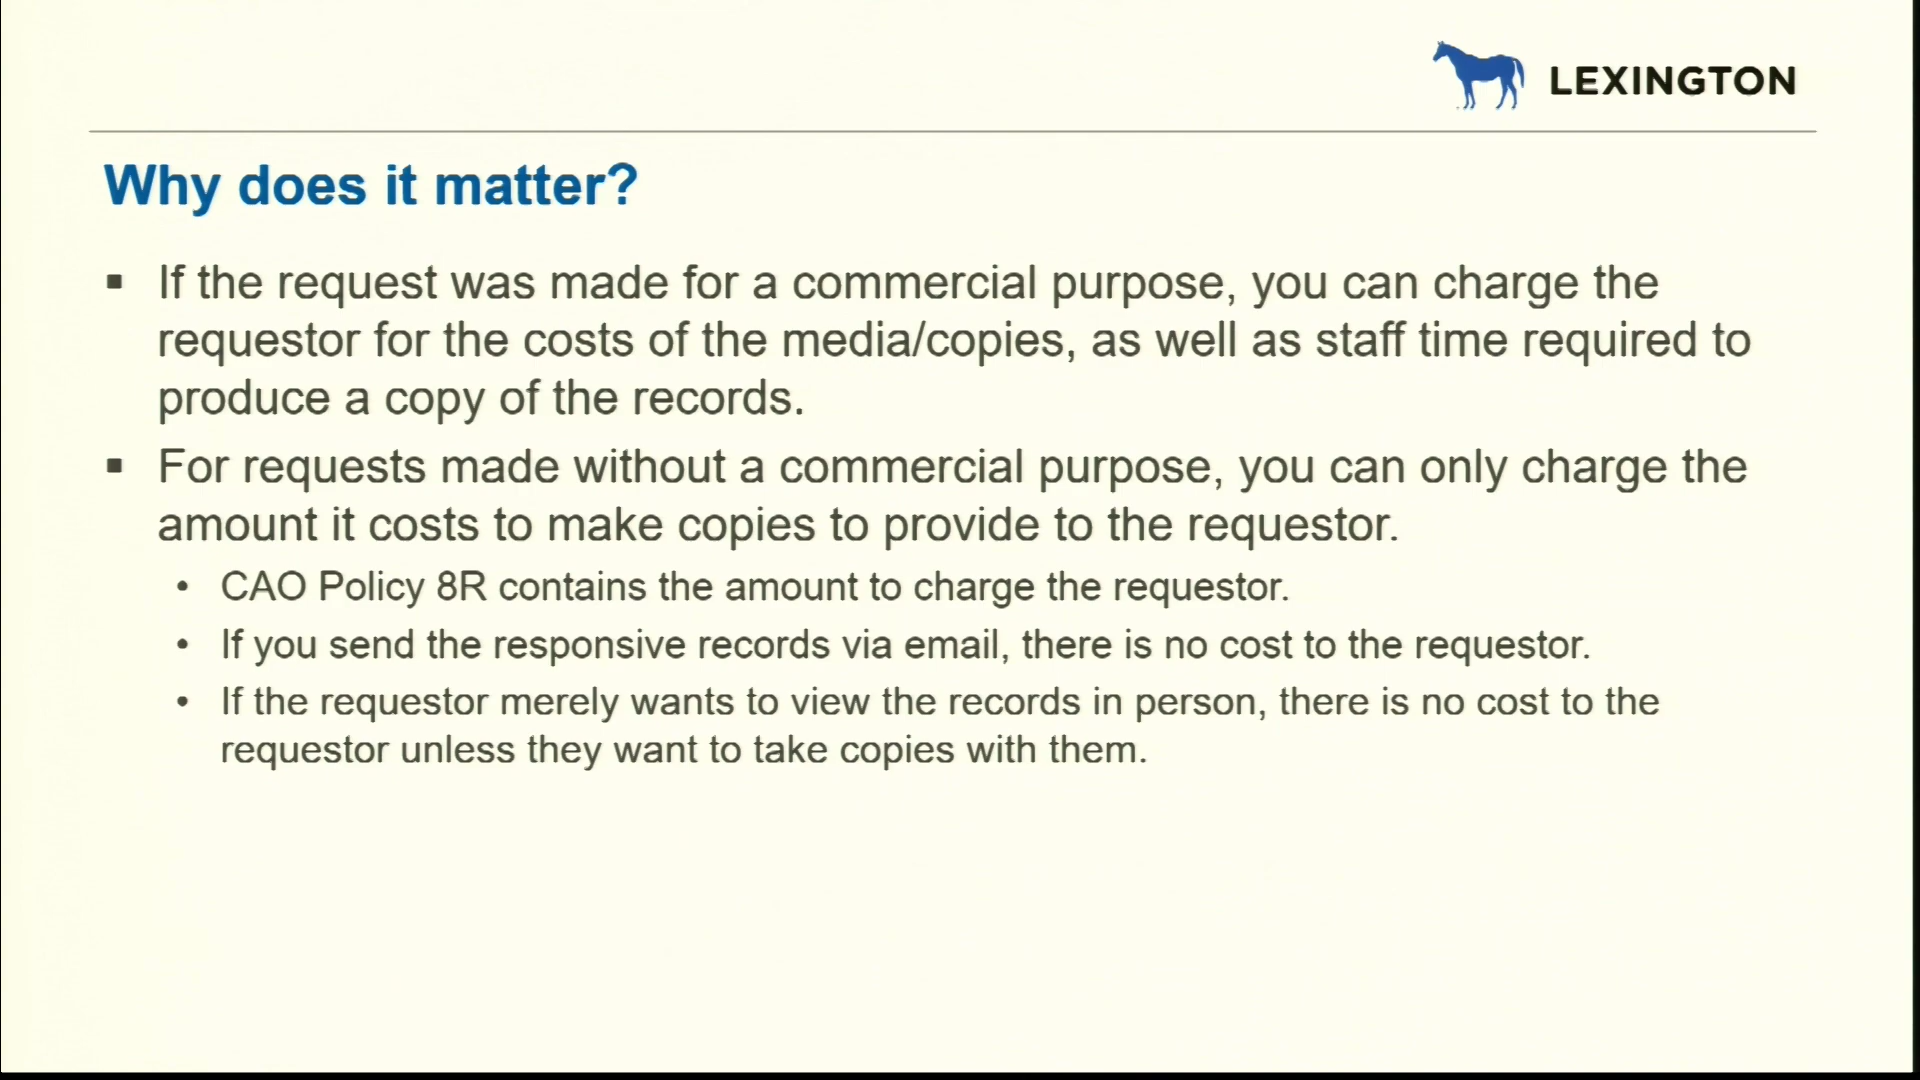 LEXINGTON
Why does it matter?
▪ If the request was made for a commercial purpose, you can charge the
requestor for the costs of the media/copies, as well as staff time required to
produce a copy of the records.
▪ For requests made without a commercial purpose, you can only charge the
amount it costs to make copies to provide to the requestor.
• CAO Policy 8R contains the amount to charge the requestor.
• If you send the responsive records via email, there is no cost to the requestor.
• If the requestor merely wants to view the records in person, there is no cost to the
requestor unless they want to take copies with them.